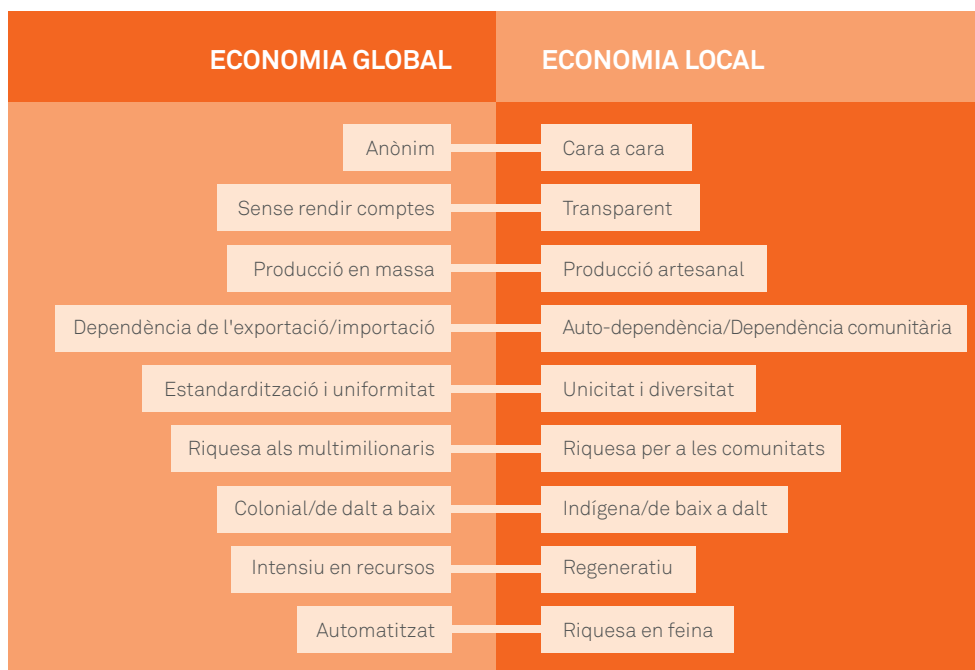 ECONOMIA GLOBAL ECONOMIA LOCAL
Anònim Cara a cara
Sense rendir comptes Transparent
Producció en massa Producció artesanal
Dependència de l'exportació/importació Auto-dependència/Dependència comunitària
Estandardització i uniformitat Unicitat i diversitat
Riquesa als multimilionaris Riquesa per a les comunitats
Colonial/de dalt a baix Indígena/de baix a dalt
Intensiu en recursos Regeneratiu
Automatitzat Riquesa en feina